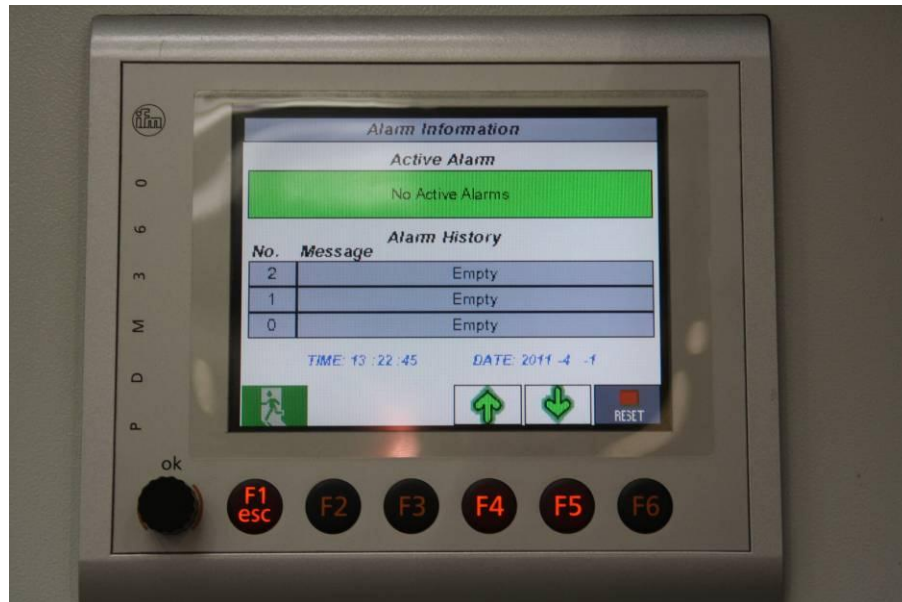 ifm
PDM360
Alarm Information
Active Alarm
No Active Alarms
Alarm History
No. Message
2 Empty
1 Empty
0 Empty
TIME: 13 :22 :45 DATE: 2011 -4 -1
RESET
ok
F1 esc F2 F3 F4 F5 F6